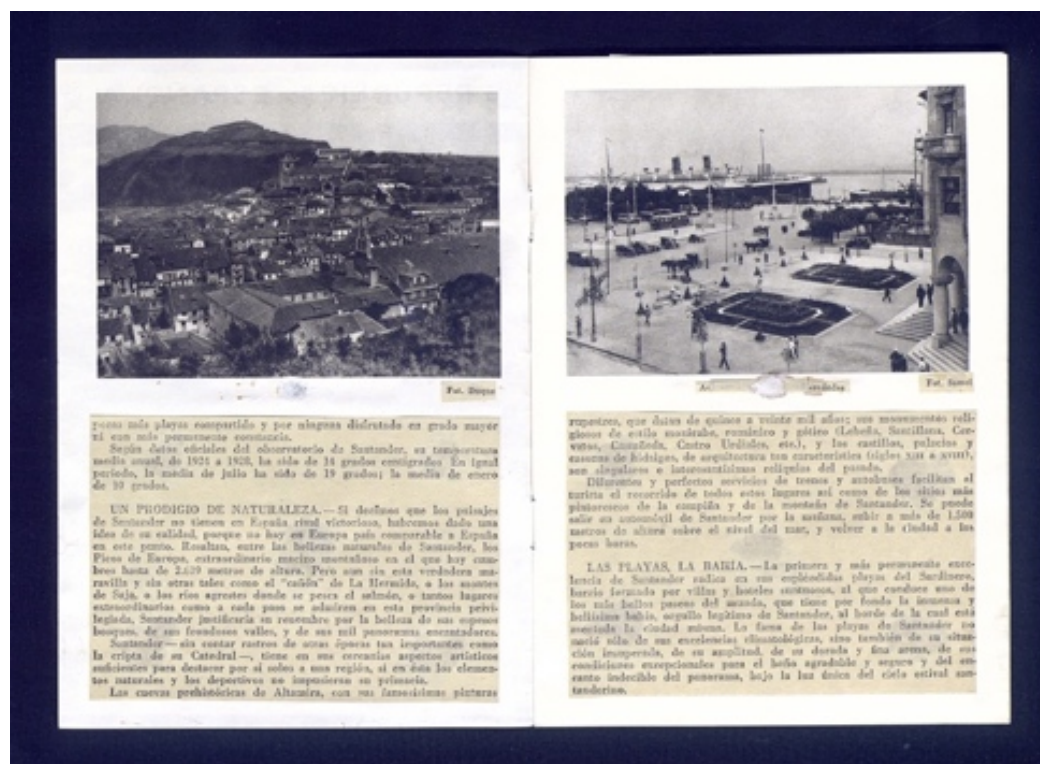 Fot. Duque
pocas más playas compartido y por ninguna disfrutado en grado mayor
ni con más permanente constancia.
Según datos oficiales del observatorio de Santander, su temperatura
media anual, de 1924 a 1928, ha sido de 14 grados centígrados En igual
período, la media de julio ha sido de 19 grados; la media de enero
de 10 grados.
UN PRODIGIO DE NATURALEZA.—Si decimos que los paisajes
de Santander no tienen en España rival victorioso, habremos dado una
idea de su calidad, porque no hay en Europa país comparable a España
en este punto. Resaltan, entre las bellezas naturales de Santander, los
Picos de Europa, extraordinario macizo montañoso en el que hay cum-
bres hasta de 2.639 metros de altura. Pero aun sin esta verdadera ma-
ravilla y sin otras tales como el "cañón" de La Hermida, o los montes
de Saja, o los ríos agrestes donde se pesca el salmón, o tantos lugares
extraordinarios como a cada paso se admiran en esta provincia privi-
legiada, Santander justificaría su renombre por la belleza de sus espesos
bosques, de sus frondosos valles, y de sus mil panoramas encantadores.
Santander—sin contar rastros de otras épocas tan importantes como
la cripta de su Catedral—, tiene en sus cercanías aspectos artísticos
suficientes para destacar por sí solos a una región, si en ésta los elemen-
tos naturales y los deportivos no impusieran su primacía.
Las cuevas prehistóricas de Altamira, con sus famosísimas pinturas
Fot. Samot
rupestres, que datan de quince a veinte mil años; sus monumentos reli-
giosos de estilo mozárabe, románico y gótico (Lebeña, Santillana, Cer-
vatos, Castañeda, Castro Urdiales, etc.), y los castillos, palacios y
casonas de hidalgos, de arquitectura tan característica (siglos XIII a XVIII),
son singulares e interesantísimas reliquias del pasado.
Diferentes y perfectos servicios de trenes y autobuses facilitan al
turista el recorrido de todos estos lugares así como de los sitios más
pintorescos de la campiña y de la montaña de Santander. Se puede
salir en automóvil de Santander por la mañana, subir a más de 1.500
metros de altura sobre el nivel del mar, y volver a la ciudad a las
pocas horas.
LAS PLAYAS, LA BAHÍA.—La primera y más permanente exce-
lencia de Santander radica en sus espléndidas playas del Sardinero,
barrio formado por villas y hoteles suntuosos, al que conduce uno de
los más bellos paseos del mundo, que tiene por fondo la inmensa y
bellísima bahía, orgullo legítimo de Santander, al borde de la cual está
asentada la ciudad misma. La fama de las playas de Santander no
nació sólo de sus excelencias climatológicas, sino también de su situa-
ción insuperada, de su amplitud, de su dorada y fina arena, de sus
condiciones excepcionales para el baño agradable y seguro y del en-
canto indecible del panorama, bajo la luz única del cielo estival san-
tanderino.